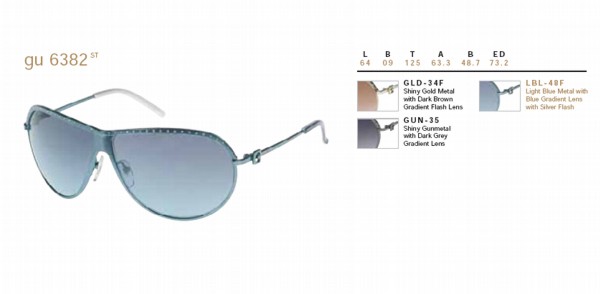 gu 6382 ST
L B T A B ED
64 09 125 63.3 48.7 73.2
GLD-34F
Shiny Gold Metal
with Dark Brown
Gradient Flash Lens
LBL-48F
Light Blue Metal with
Blue Gradient Lens
with Silver Flash
GUN-35
Shiny Gunmetal
with Dark Grey
Gradient Lens